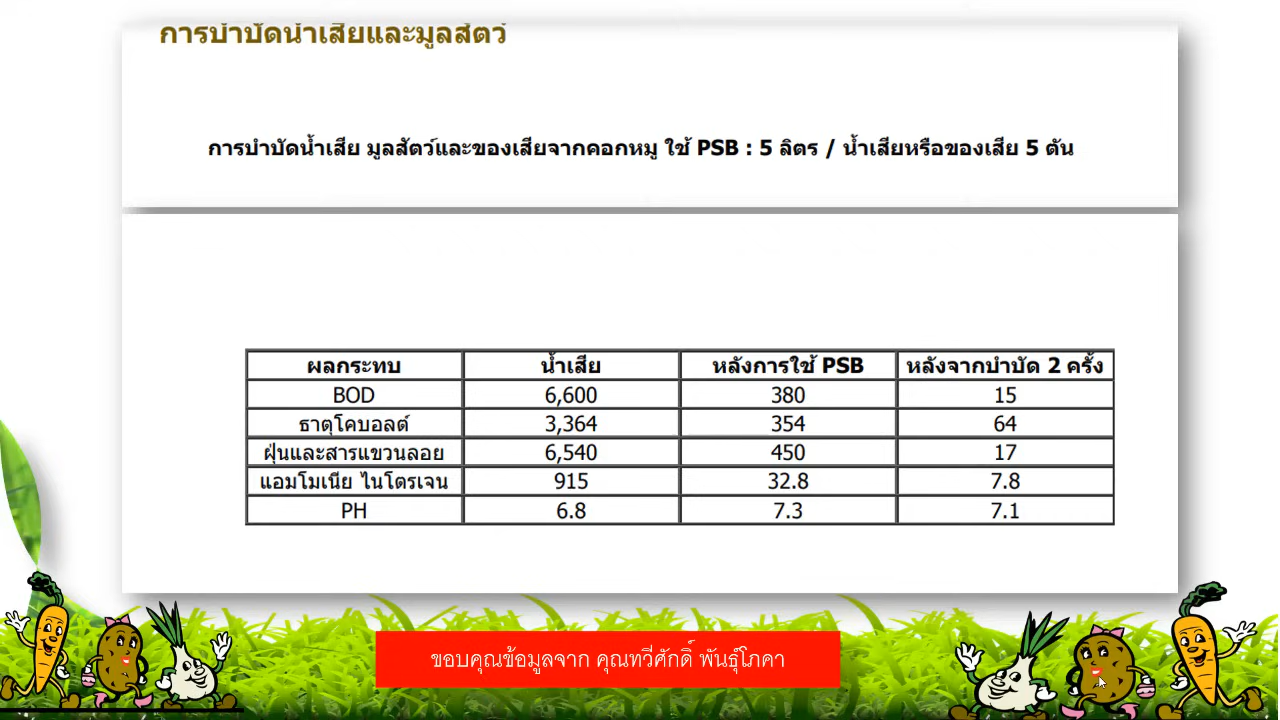 การบำบัดน้ำเสียและมูลสัตว์
การบำบัดน้ำเสีย มูลสัตว์และของเสียจากคอกหมู ใช้ PSB : 5 ลิตร / น้ำเสียหรือของเสีย 5 ตัน
ผลกระทบ น้ำเสีย หลังการใช้ PSB หลังจากบำบัด 2 ครั้ง
BOD 6,600 380 15
ธาตุโคบอลต์ 3,364 354 64
ฝุ่นและสารแขวนลอย 6,540 450 17
แอมโมเนีย ไนโตรเจน 915 32.8 7.8
PH 6.8 7.3 7.1
ขอบคุณข้อมูลจาก คุณทวีศักดิ์ พันธุ์โภคา